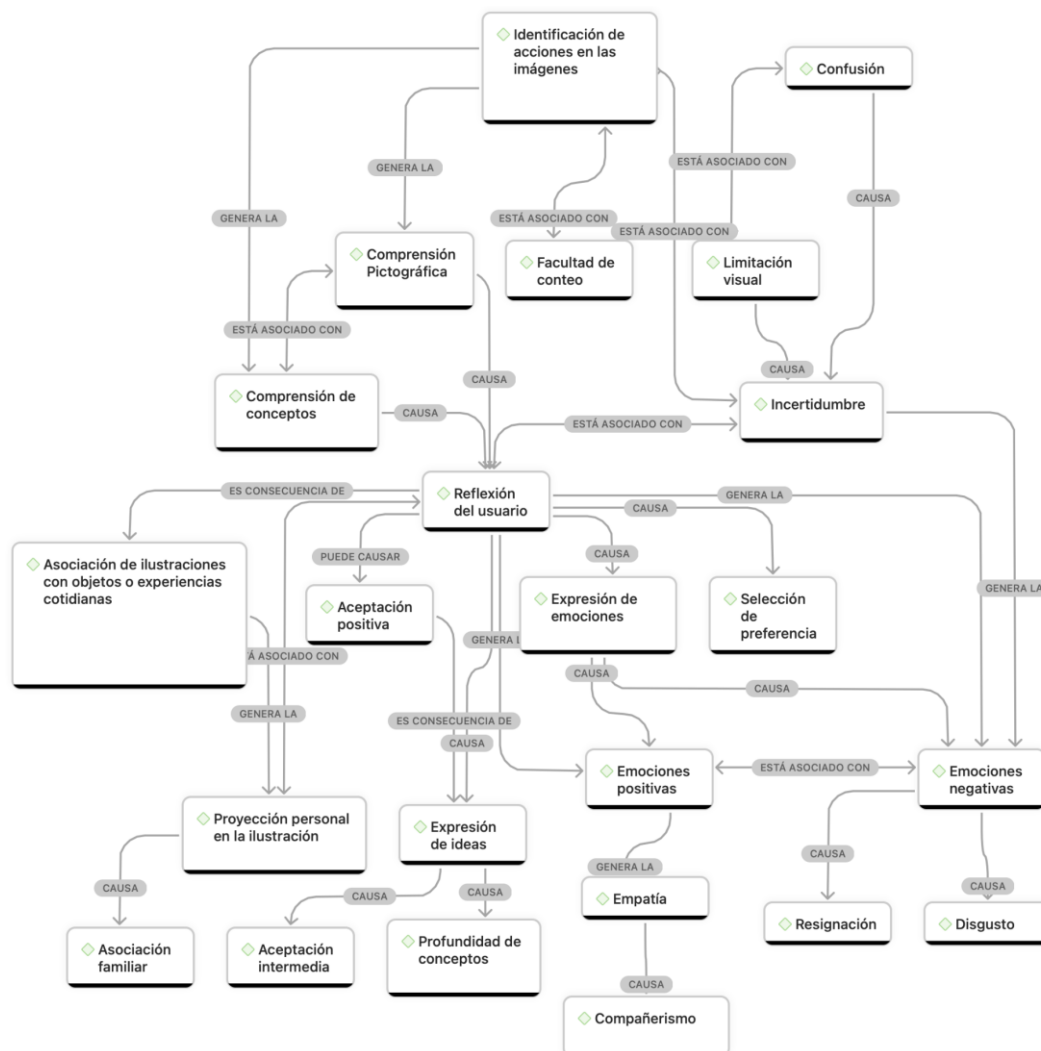 Identificación de
acciones en las
imágenes
Confusión
ESTÁ ASOCIADO CON
GENERA LA
CAUSA
GENERA LA
ESTÁ ASOCIADO CON
ESTÁ ASOCIADO CON
Comprensión
Pictográfica
Facultad de
conteo
Limitación
visual
ESTÁ ASOCIADO CON
CAUSA
CAUSA
Comprensión de
conceptos
CAUSA
ESTÁ ASOCIADO CON
Incertidumbre
ES CONSECUENCIA DE
Reflexión
del usuario
GENERA LA
CAUSA
PUEDE CAUSAR
CAUSA
Asociación de ilustraciones
con objetos o experiencias
cotidianas
Aceptación
positiva
Expresión de
emociones
Selección
de
preferencia
GENERA LA
GENERA L
Á ASOCIADO CON
CAUSA
CAUSA
GENERA LA
ES CONSECUENCIA DE
CAUSA
Emociones
positivas
ESTÁ ASOCIADO CON
Emociones
negativas
Proyección personal
en la ilustración
Expresión
de ideas
CAUSA
GENERA LA
CAUSA
CAUSA
CAUSA
CAUSA
Empatía
Resignación
Disgusto
Asociación
familiar
Aceptación
intermedia
Profundidad de
conceptos
CAUSA
Compañerismo